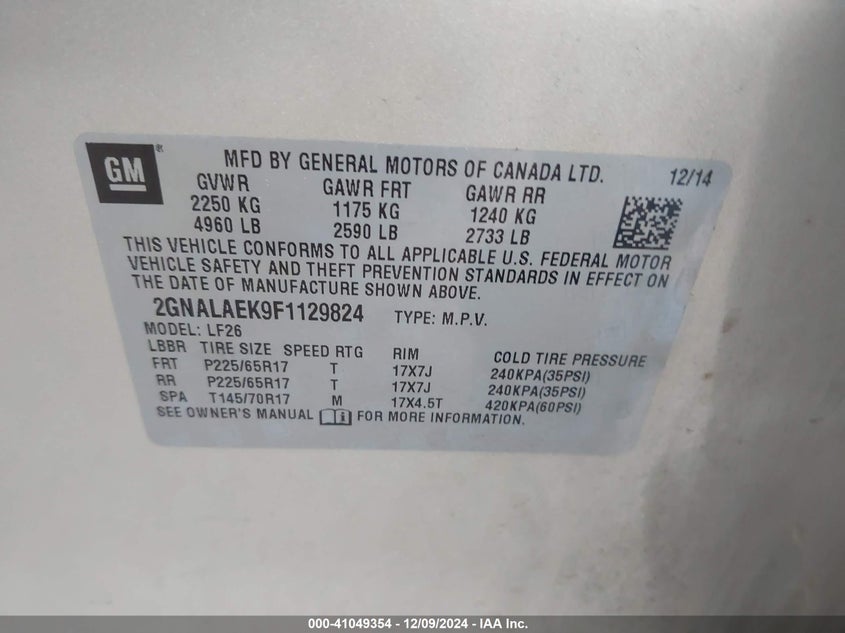 GM ®
MFD BY GENERAL MOTORS OF CANADA LTD. 12/14
GVWR GAWR FRT GAWR RR
2250 KG 1175 KG 1240 KG
4960 LB 2590 LB 2733 LB
THIS VEHICLE CONFORMS TO ALL APPLICABLE U.S. FEDERAL MOTOR
VEHICLE SAFETY AND THEFT PREVENTION STANDARDS IN EFFECT ON
THE DATE OF MANUFACTURE SHOWN ABOVE.
2GNALAEK9F1129824 TYPE: M.P.V.
MODEL: LF26
LBBR TIRE SIZE SPEED RTG RIM COLD TIRE PRESSURE
FRT P225/65R17 T 17X7J 240KPA(35PSI)
RR P225/65R17 T 17X7J 240KPA(35PSI)
SPA T145/70R17 M 17X4.5T 420KPA(60PSI)
SEE OWNER'S MANUAL FOR MORE INFORMATION.
000-41049354 - 12/09/2024 - IAA Inc.